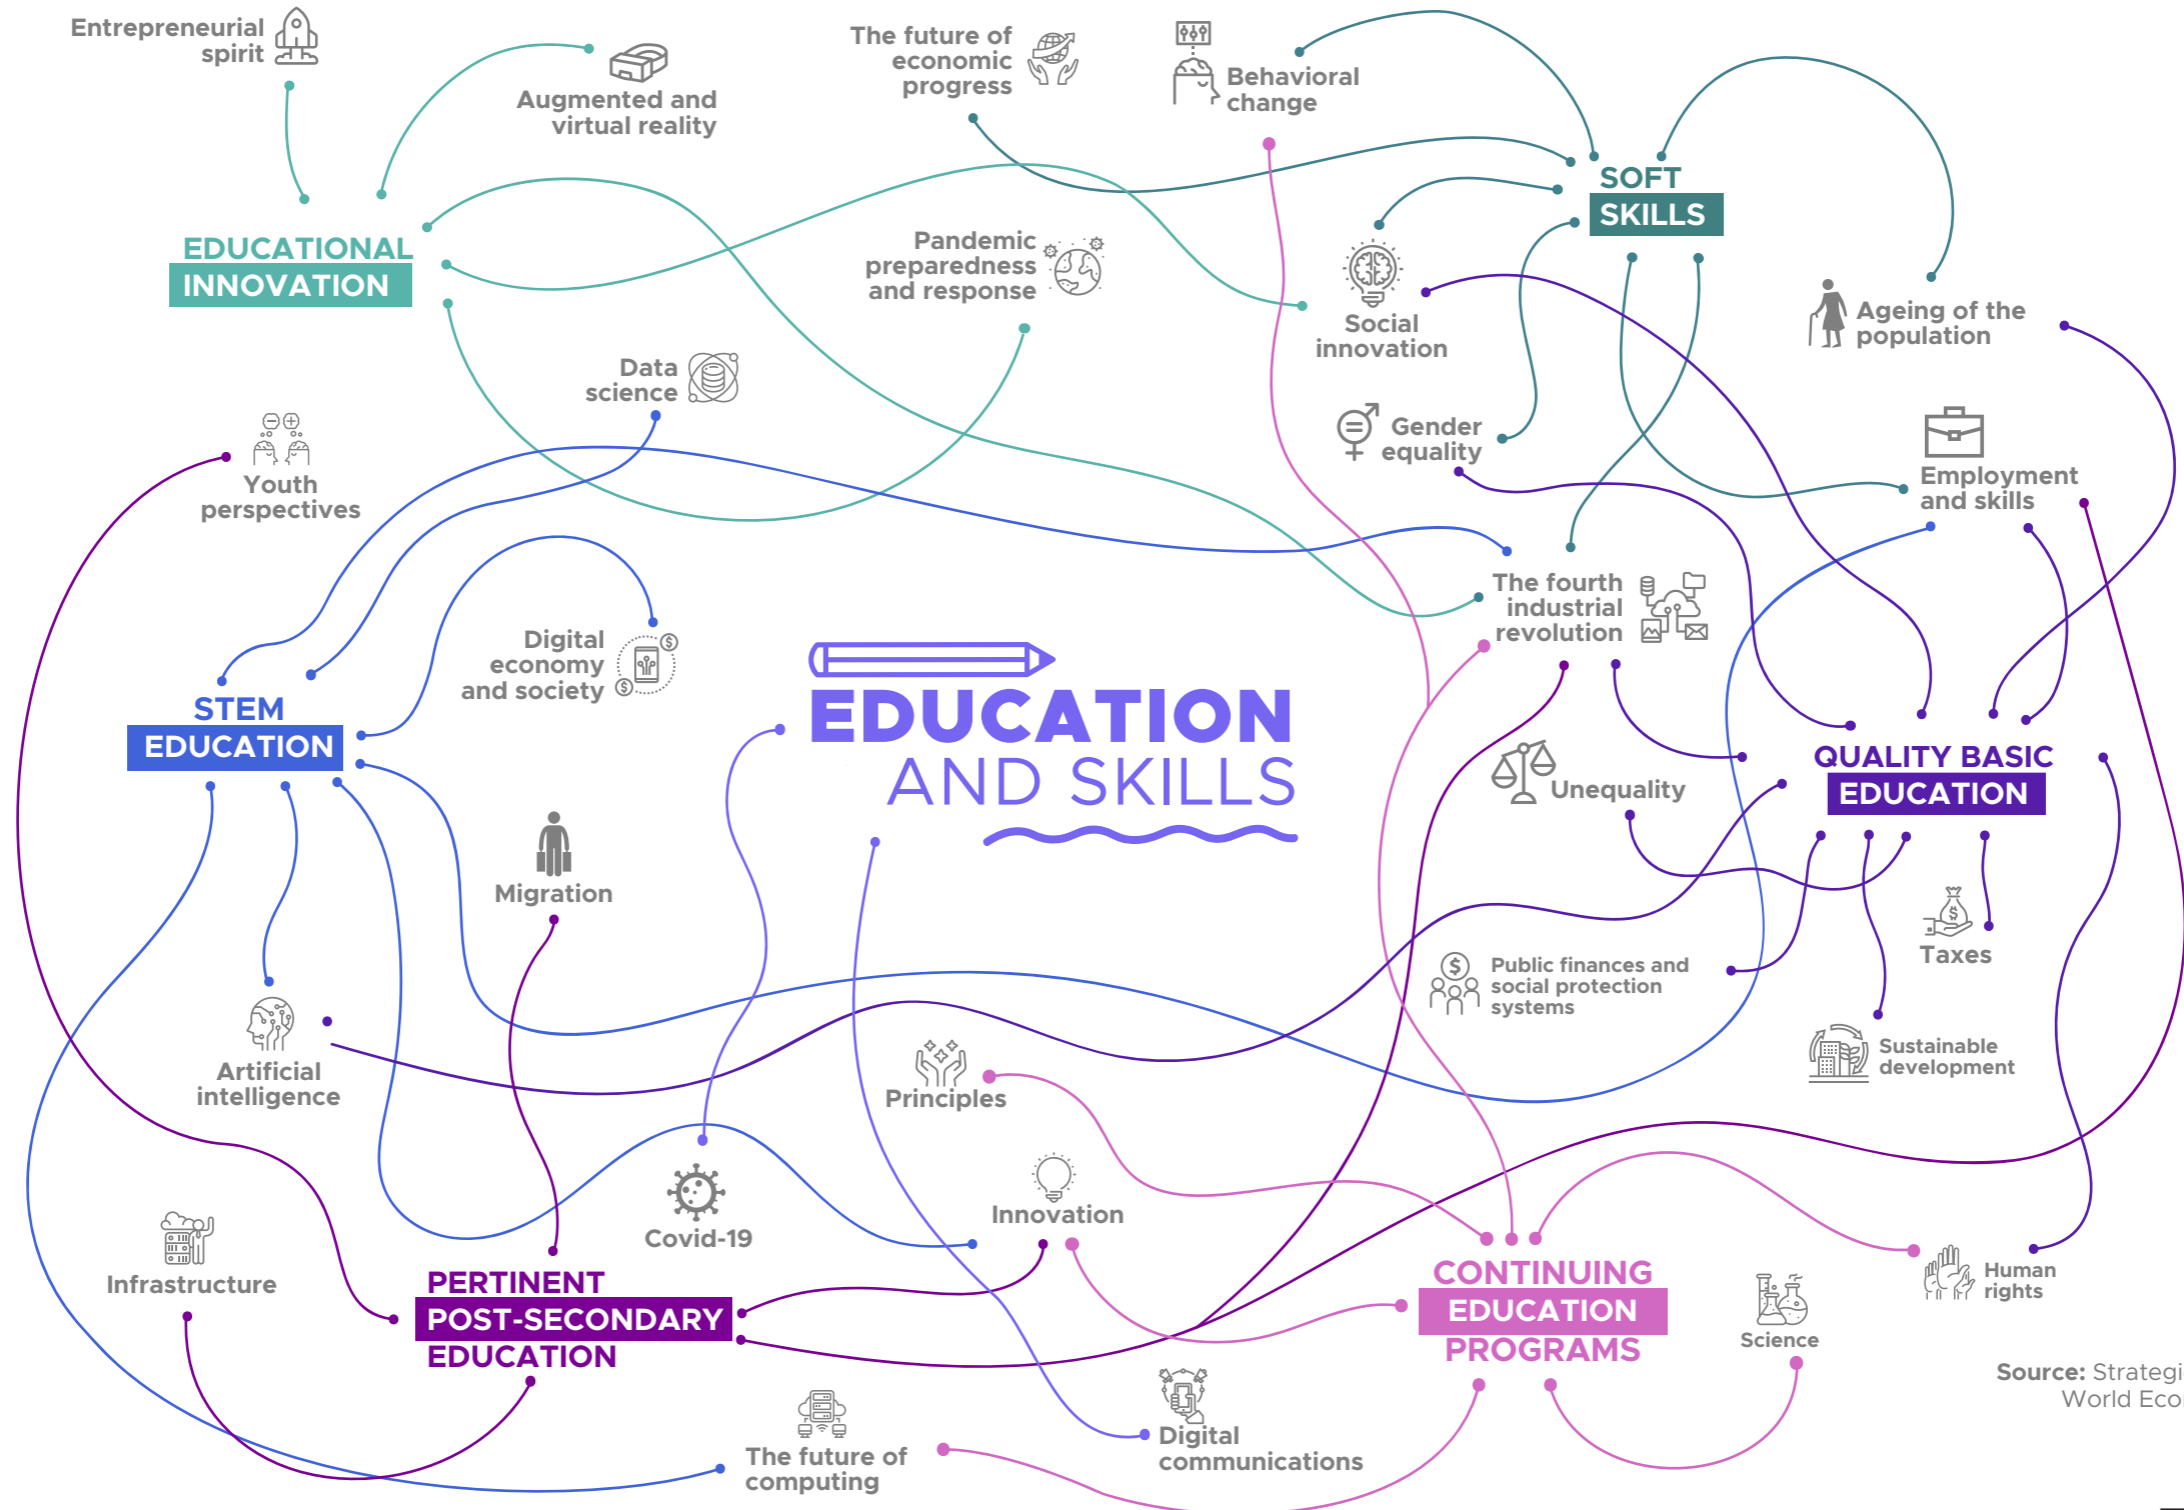 Entrepreneurial
spirit
Augmented and
virtual reality
The future of
economic
progress
Behavioral
change
SOFT
SKILLS
EDUCATIONAL
INNOVATION
Pandemic
preparedness
and response
Social
innovation
Ageing of the
population
Data
science
Youth
perspectives
Gender
equality
Employment
and skills
The fourth
industrial
revolution
Digital
economy
and society
STEM
EDUCATION
EDUCATION
AND SKILLS
Unequality
QUALITY BASIC
EDUCATION
Migration
Taxes
Public finances and
social protection
systems
Sustainable
development
Artificial
intelligence
Principles
Innovation
Covid-19
Infrastructure
PERTINENT
POST-SECONDARY
EDUCATION
CONTINUING
EDUCATION
PROGRAMS
Human
rights
Science
Source:
World
The future of
computing
Digital
communications